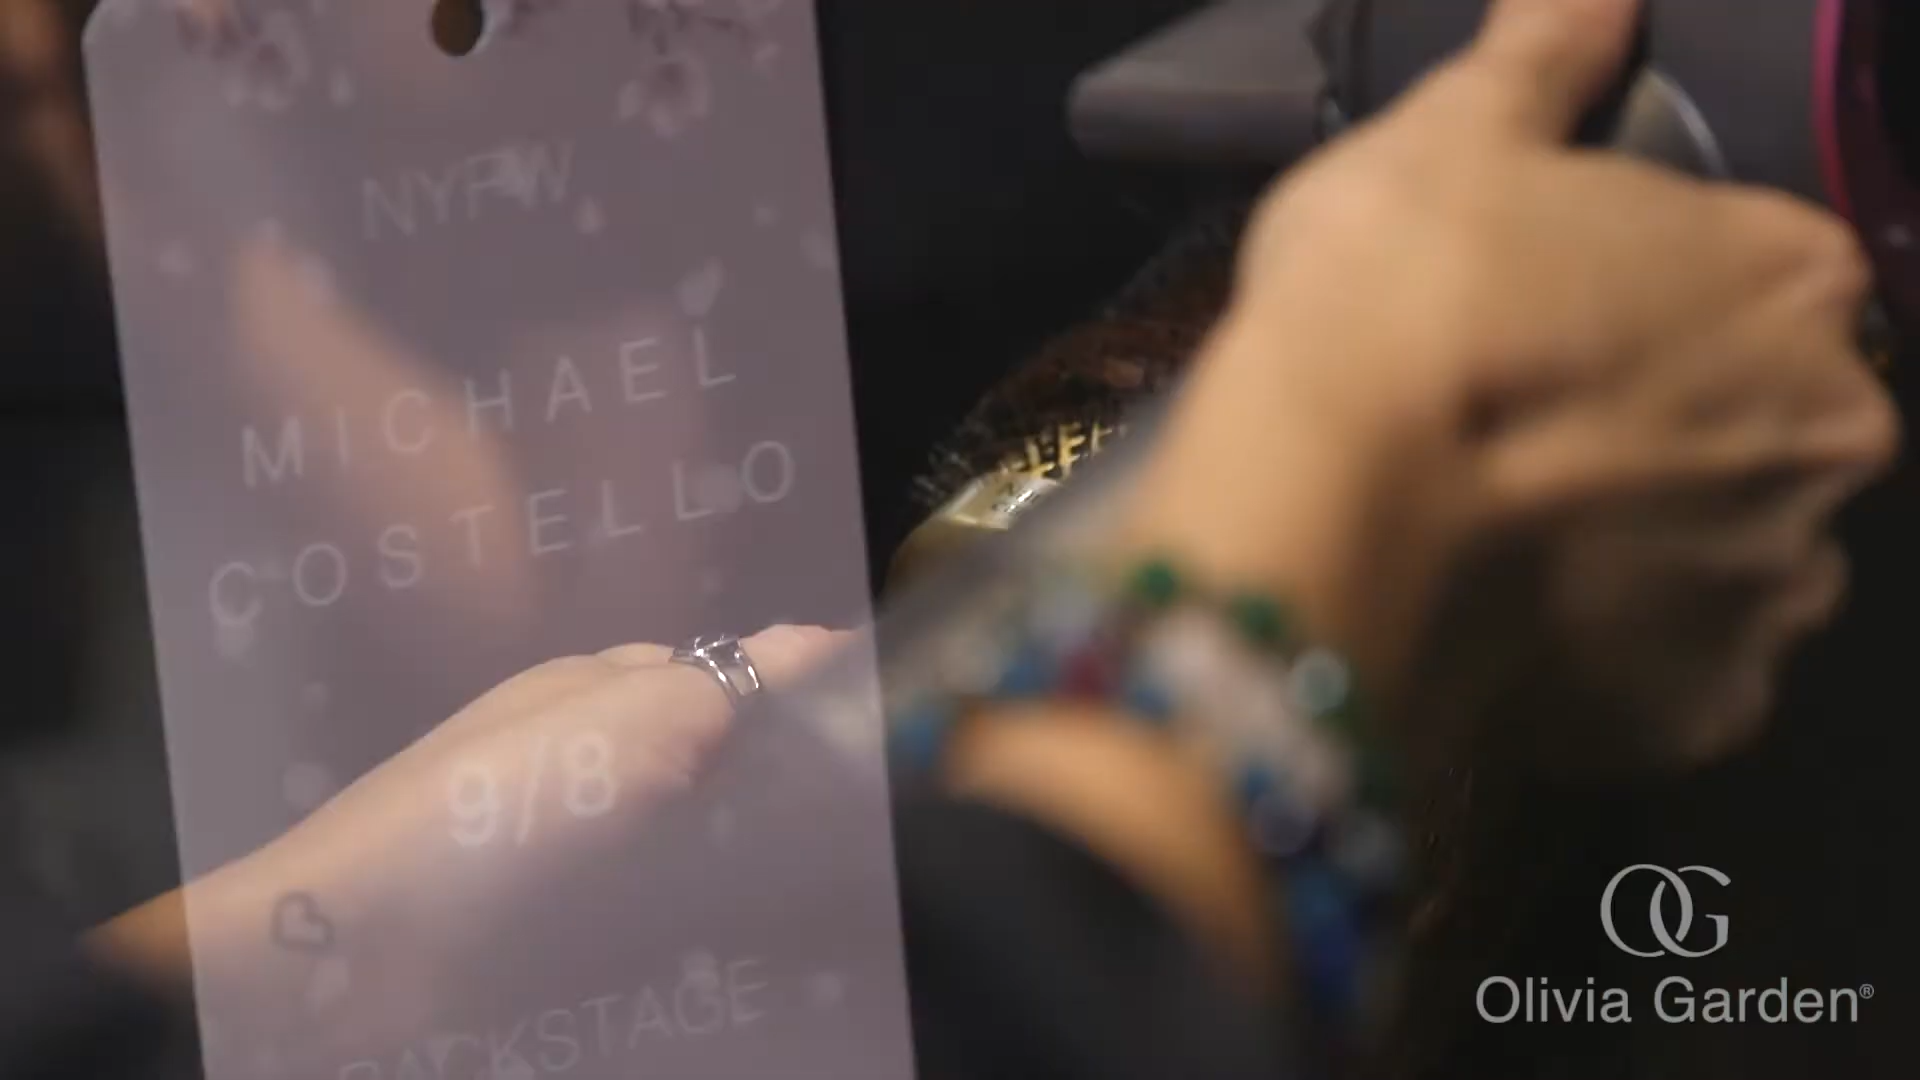 NYFW
MICHAEL
COSTELLO
9/8
BACKSTAGE
OG
Olivia Garden®